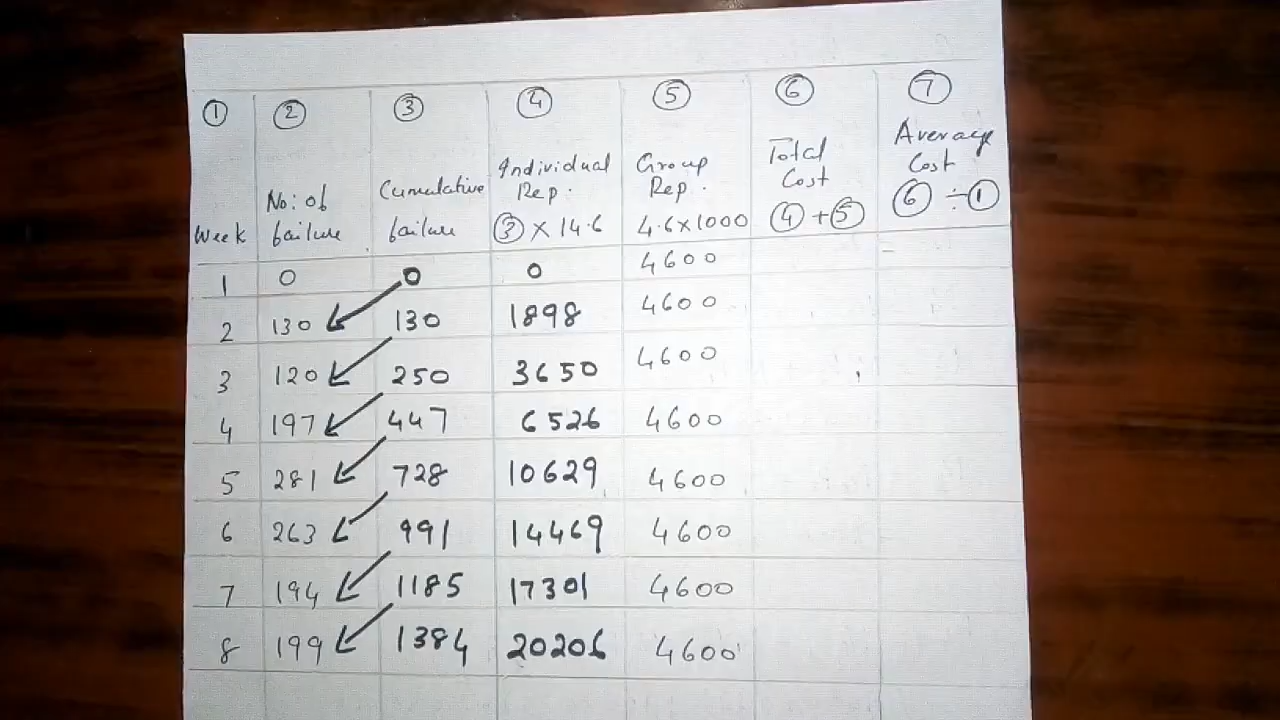 ① ② ③ ④ ⑤ ⑥ ⑦
Week
No: of
failure
Cumulative
failure
Individual
Rep.
③ × 14.6
Group
Rep.
4.6×1000
Total
Cost
④ + ⑤
Average
Cost
⑥ ÷ ①
1 0 0 0 4600
2 130 130 1898 4600
3 120 250 3650 4600
4 197 447 6526 4600
5 281 728 10629 4600
6 263 991 14469 4600
7 194 1185 17301 4600
8 199 1384 20206 4600